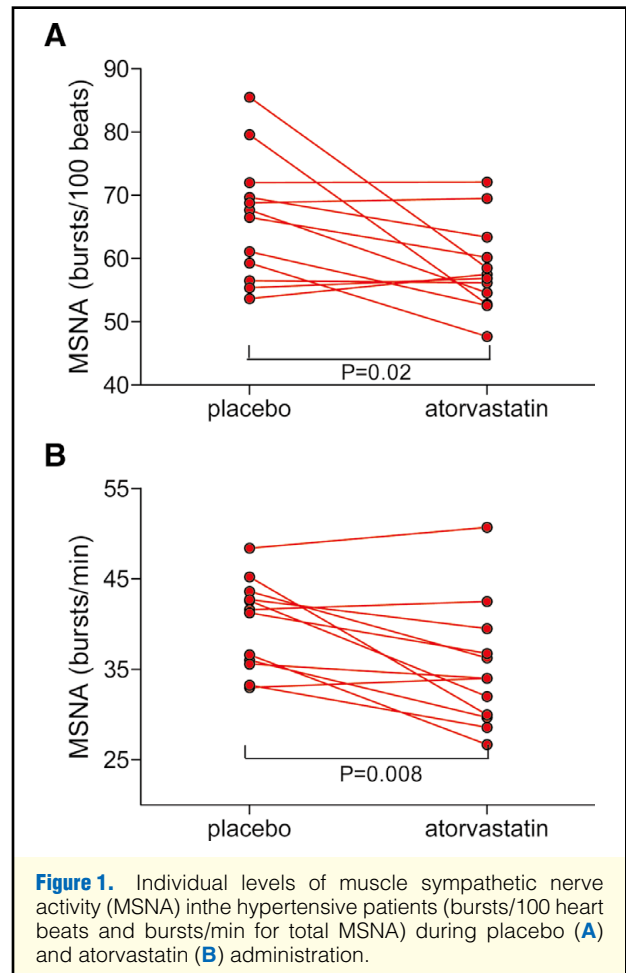 A
MSNA (bursts/100 beats)
90
80
70
60
50
40
P=0.02
placebo atorvastatin
B
MSNA (bursts/min)
55
45
35
25
P=0.008
placebo atorvastatin
Figure 1. Individual levels of muscle sympathetic nerve
activity (MSNA) inthe hypertensive patients (bursts/100 heart
beats and bursts/min for total MSNA) during placebo (A)
and atorvastatin (B) administration.